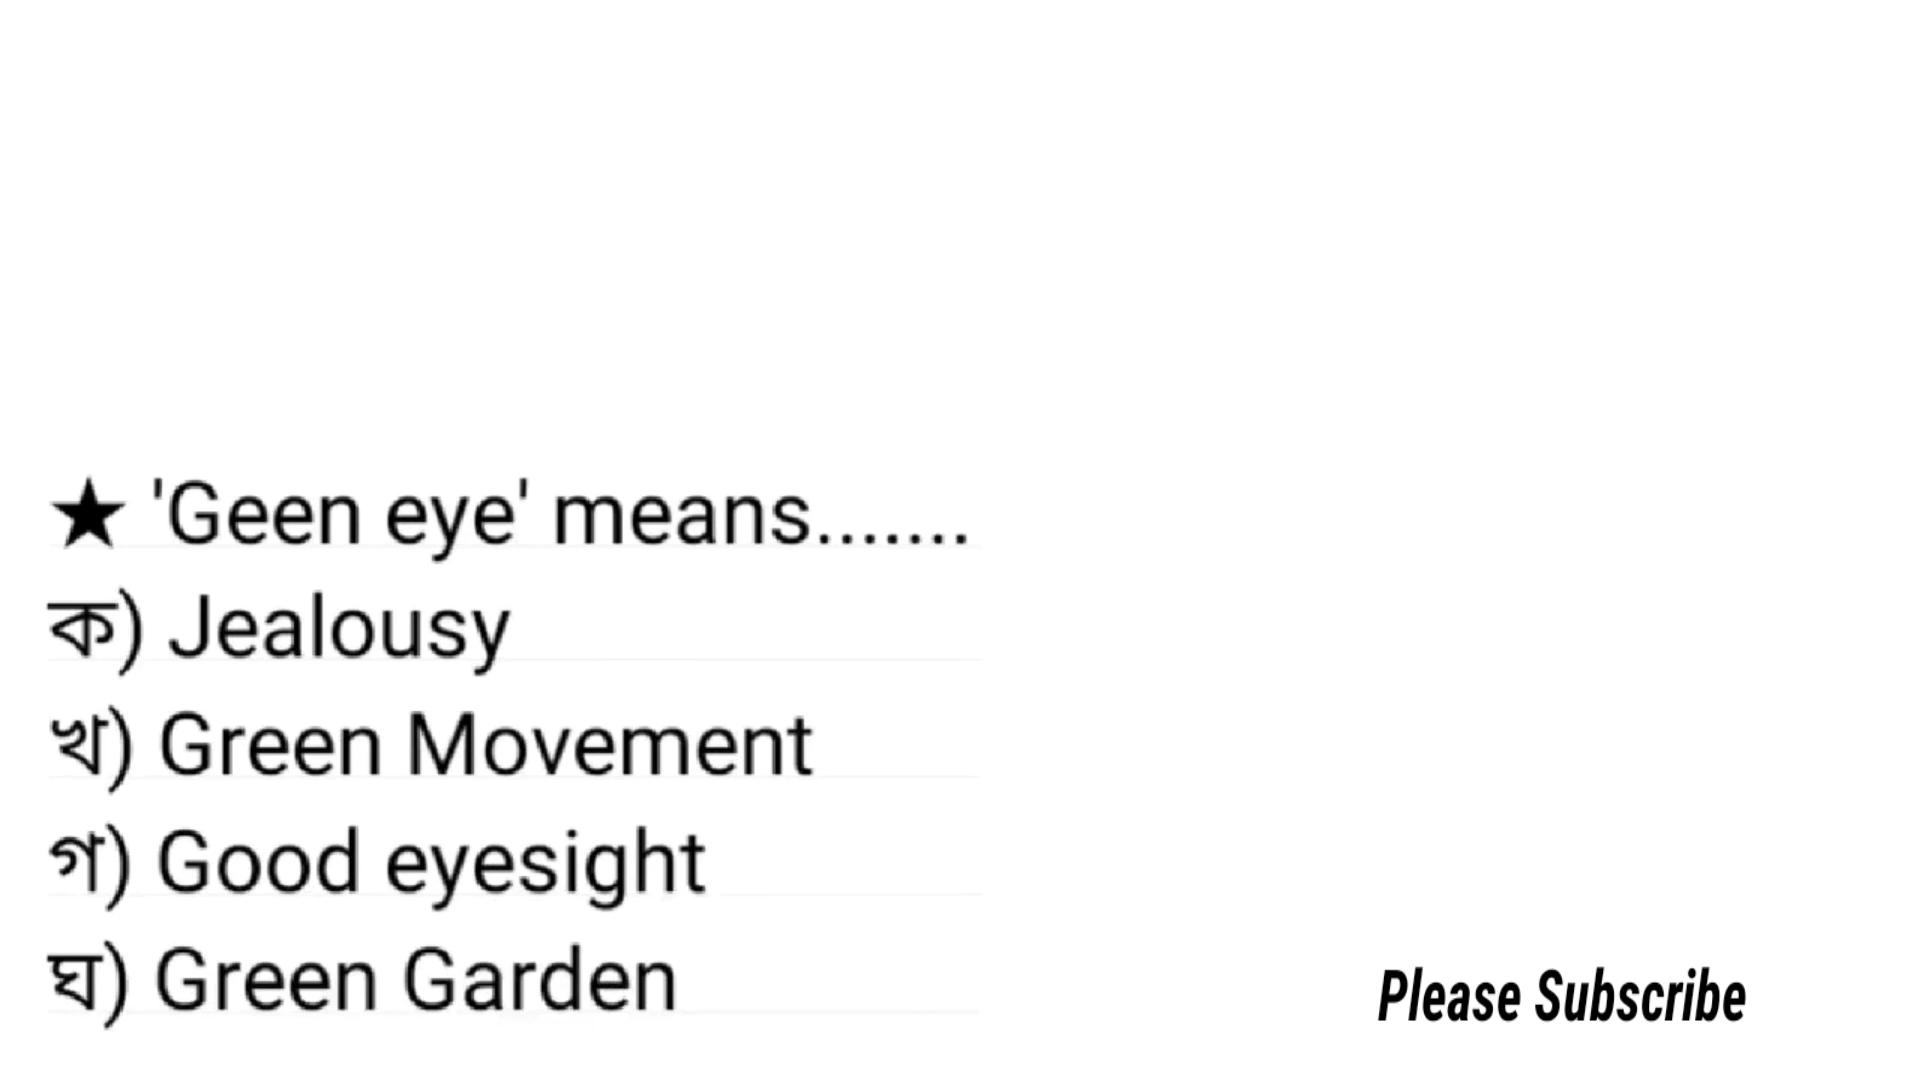 ★ 'Geen eye' means.......
ক) Jealousy
খ) Green Movement
গ) Good eyesight
ঘ) Green Garden
Please Subscribe